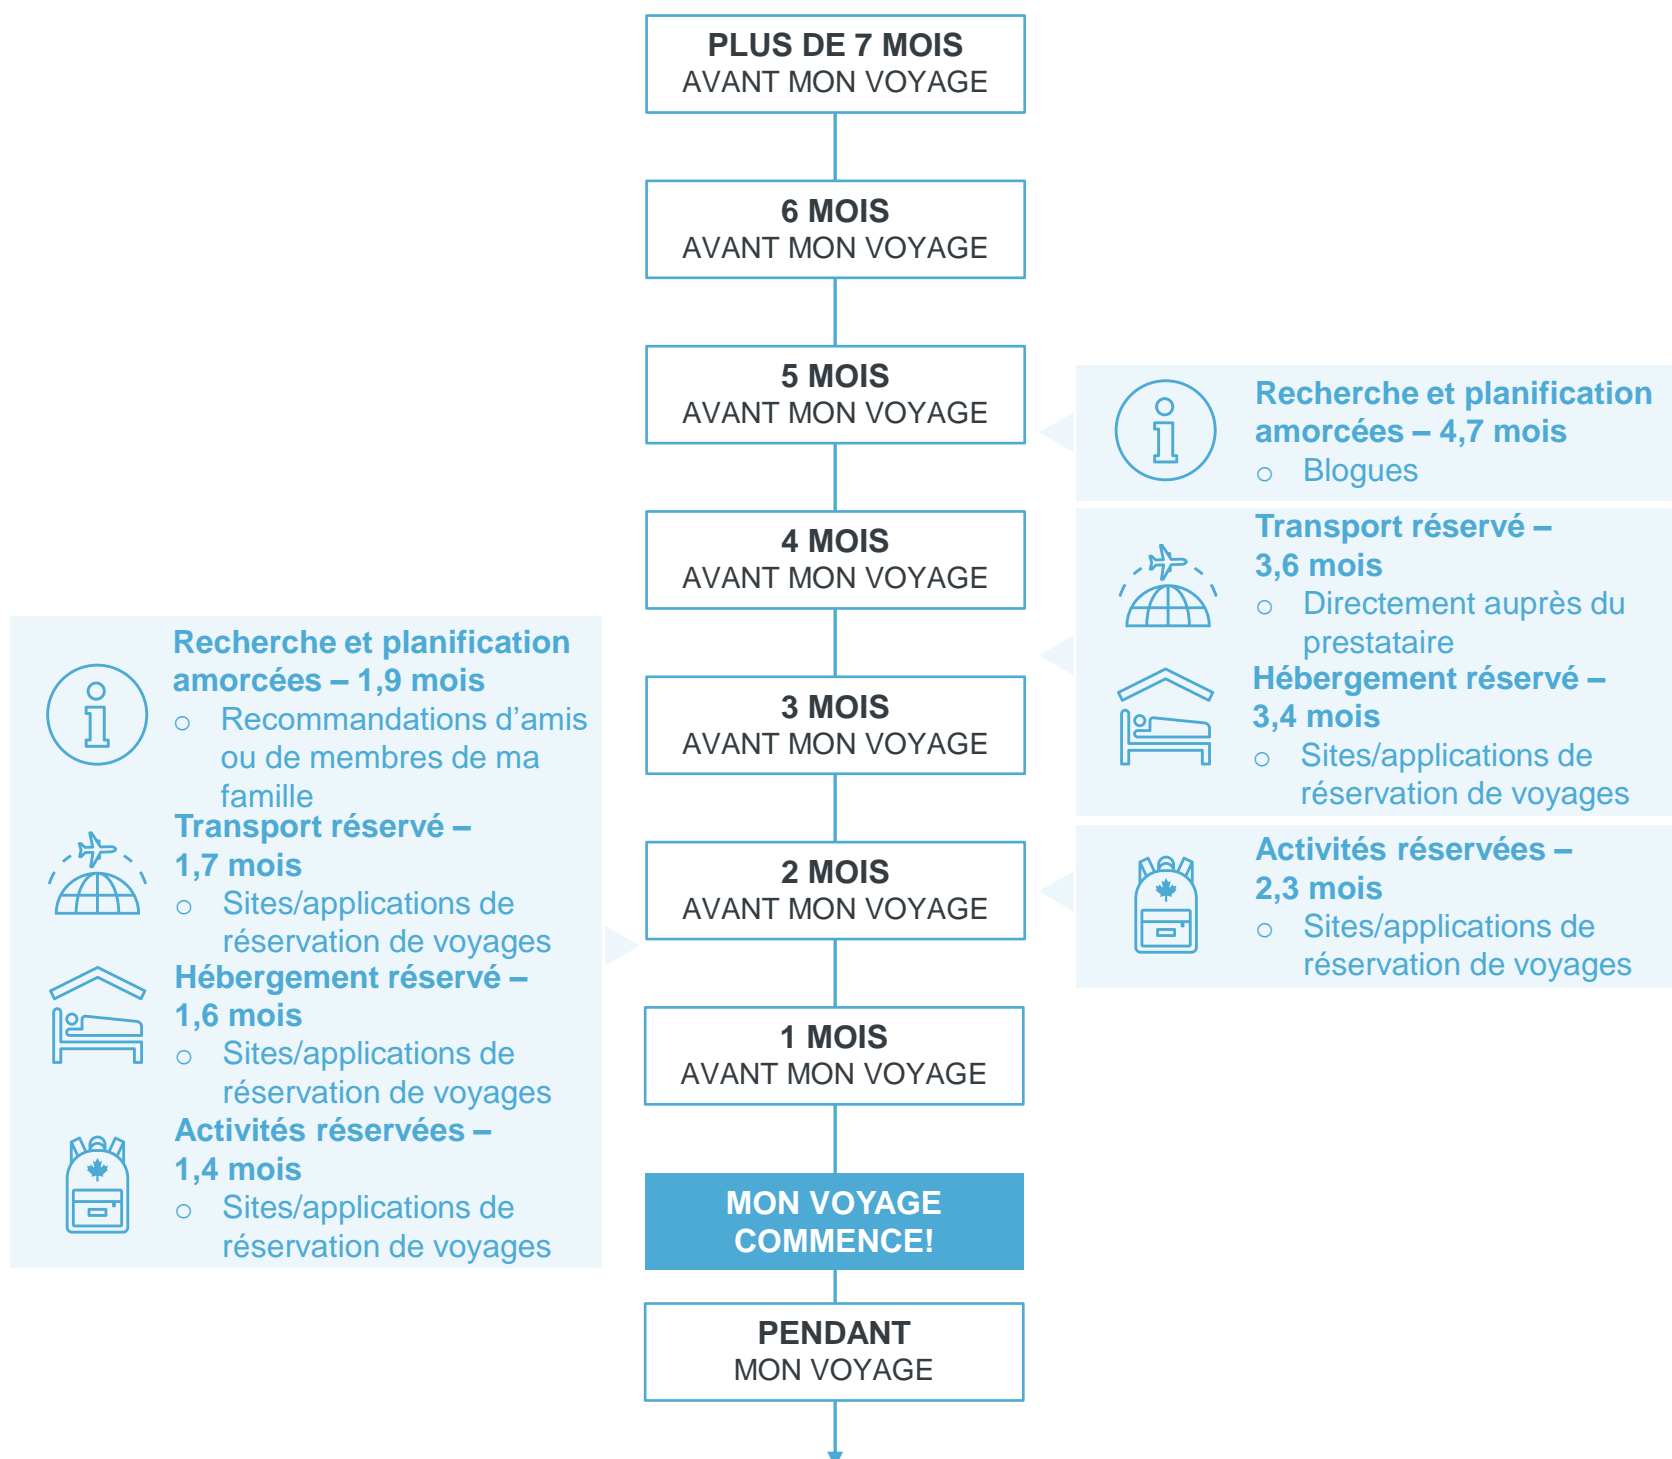 PLUS DE 7 MOIS
AVANT MON VOYAGE
6 MOIS
AVANT MON VOYAGE
5 MOIS
AVANT MON VOYAGE
4 MOIS
AVANT MON VOYAGE
3 MOIS
AVANT MON VOYAGE
2 MOIS
AVANT MON VOYAGE
1 MOIS
AVANT MON VOYAGE
MON VOYAGE
COMMENCE!
PENDANT
MON VOYAGE
Recherche et planification
amorcées – 1,9 mois
o Recommandations d’amis
ou de membres de ma
famille
Transport réservé –
1,7 mois
o Sites/applications de
réservation de voyages
Hébergement réservé –
1,6 mois
o Sites/applications de
réservation de voyages
Activités réservées –
1,4 mois
o Sites/applications de
réservation de voyages
Recherche et planification
amorcées – 4,7 mois
o Blogues
Transport réservé –
3,6 mois
o Directement auprès du
prestataire
Hébergement réservé –
3,4 mois
o Sites/applications de
réservation de voyages
Activités réservées –
2,3 mois
o Sites/applications de
réservation de voyages